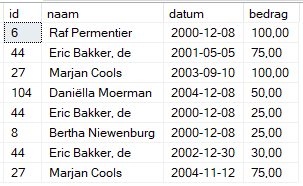 id naam datum bedrag
6 Raf Permentier 2000-12-08 100,00
44 Eric Bakker, de 2001-05-05 75,00
27 Marjan Cools 2003-09-10 100,00
104 Daniëlla Moerman 2004-12-08 50,00
44 Eric Bakker, de 2000-12-08 25,00
8 Bertha Niewenburg 2000-12-08 25,00
44 Eric Bakker, de 2002-12-30 30,00
27 Marjan Cools 2004-11-12 75,00